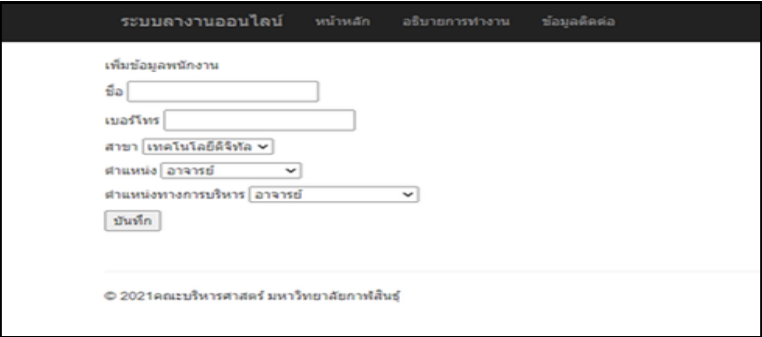 ระบบลางานออนไลน์ หน้าหลัก อธิบายการทำงาน ข้อมูลติดต่อ
เพิ่มข้อมูลพนักงาน
ชื่อ
เบอร์โทร
สาขา เทคโนโลยีดิจิทัล
ตำแหน่ง อาจารย์
ตำแหน่งทางการบริหาร อาจารย์
บันทึก
© 2021คณะบริหารศาสตร์ มหาวิทยาลัยกาฬสินธุ์